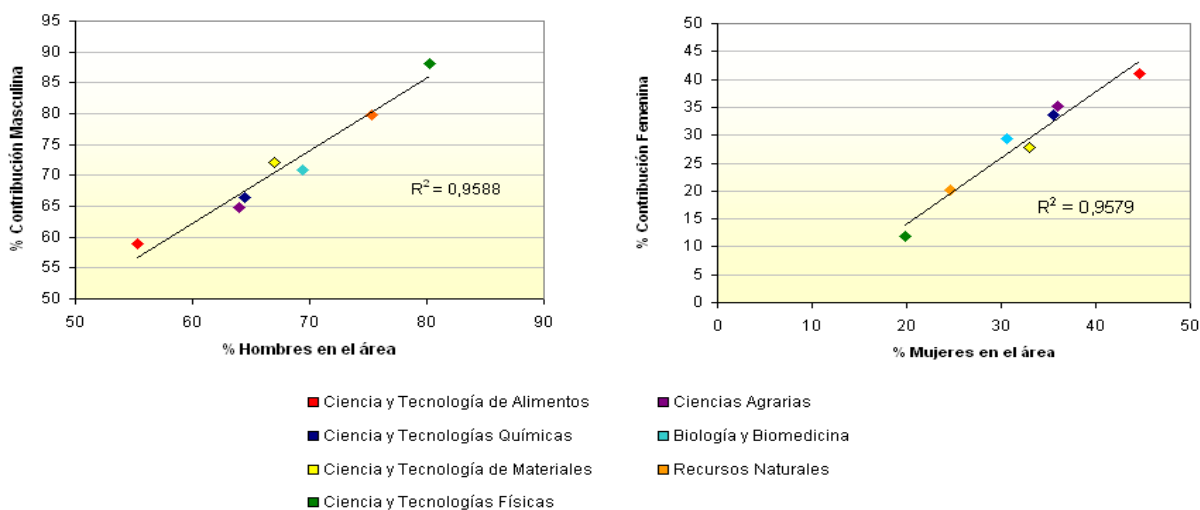 95
90
85
80
75
70
65
60
55
50
% Contribución Masculina
R² = 0,9588
50 60 70 80 90
% Hombres en el área
50
45
40
35
30
25
20
15
10
5
0
% Contribución Femenina
R² = 0,9579
0 10 20 30 40 50
% Mujeres en el área
Ciencia y Tecnología de Alimentos
Ciencias Agrarias
Ciencia y Tecnologías Químicas
Biología y Biomedicina
Ciencia y Tecnología de Materiales
Recursos Naturales
Ciencia y Tecnologías Físicas